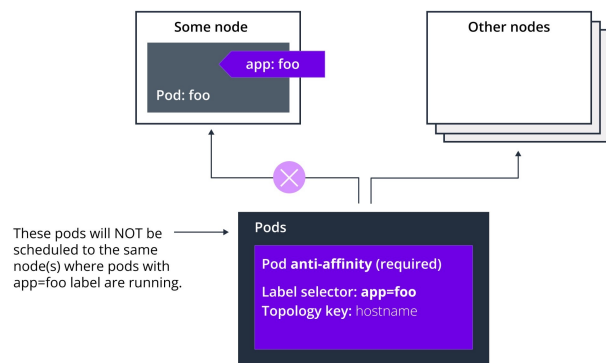 Some node
app: foo
Pod: foo
Other nodes
These pods will NOT be
scheduled to the same
node(s) where pods with
app=foo label are running.
Pods
Pod anti-affinity (required)
Label selector: app=foo
Topology key: hostname